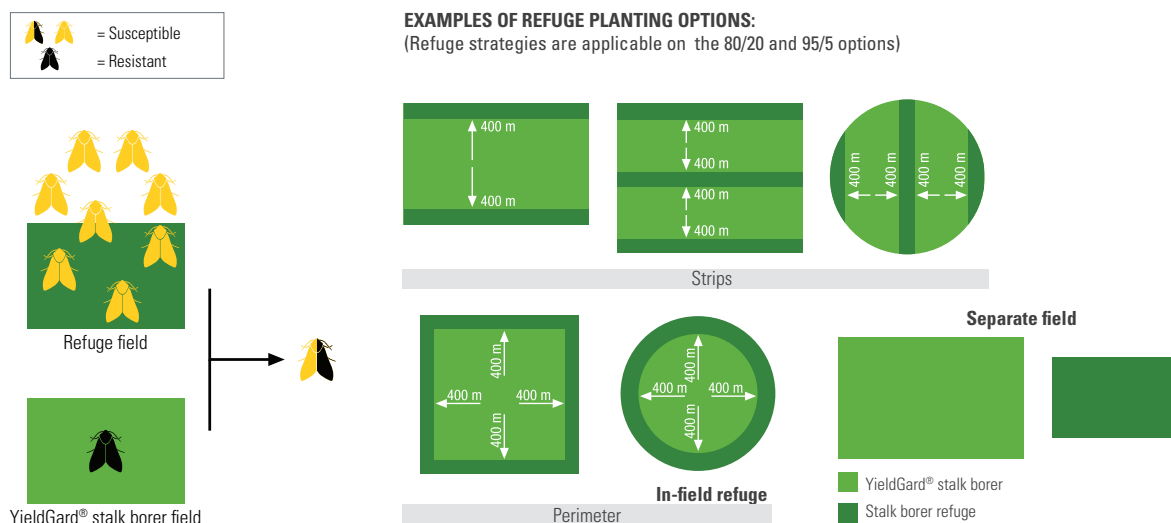 = Susceptible
= Resistant
EXAMPLES OF REFUGE PLANTING OPTIONS:
(Refuge strategies are applicable on the 80/20 and 95/5 options)
400 m
400 m
400 m
400 m
400 m
400 m
400 m
400 m
400 m
400 m
Strips
Refuge field
YieldGard® stalk borer field
400 m
400 m
400 m
400 m
400 m
400 m
400 m
400 m
In-field refuge
Perimeter
Separate field
YieldGard® stalk borer
Stalk borer refuge